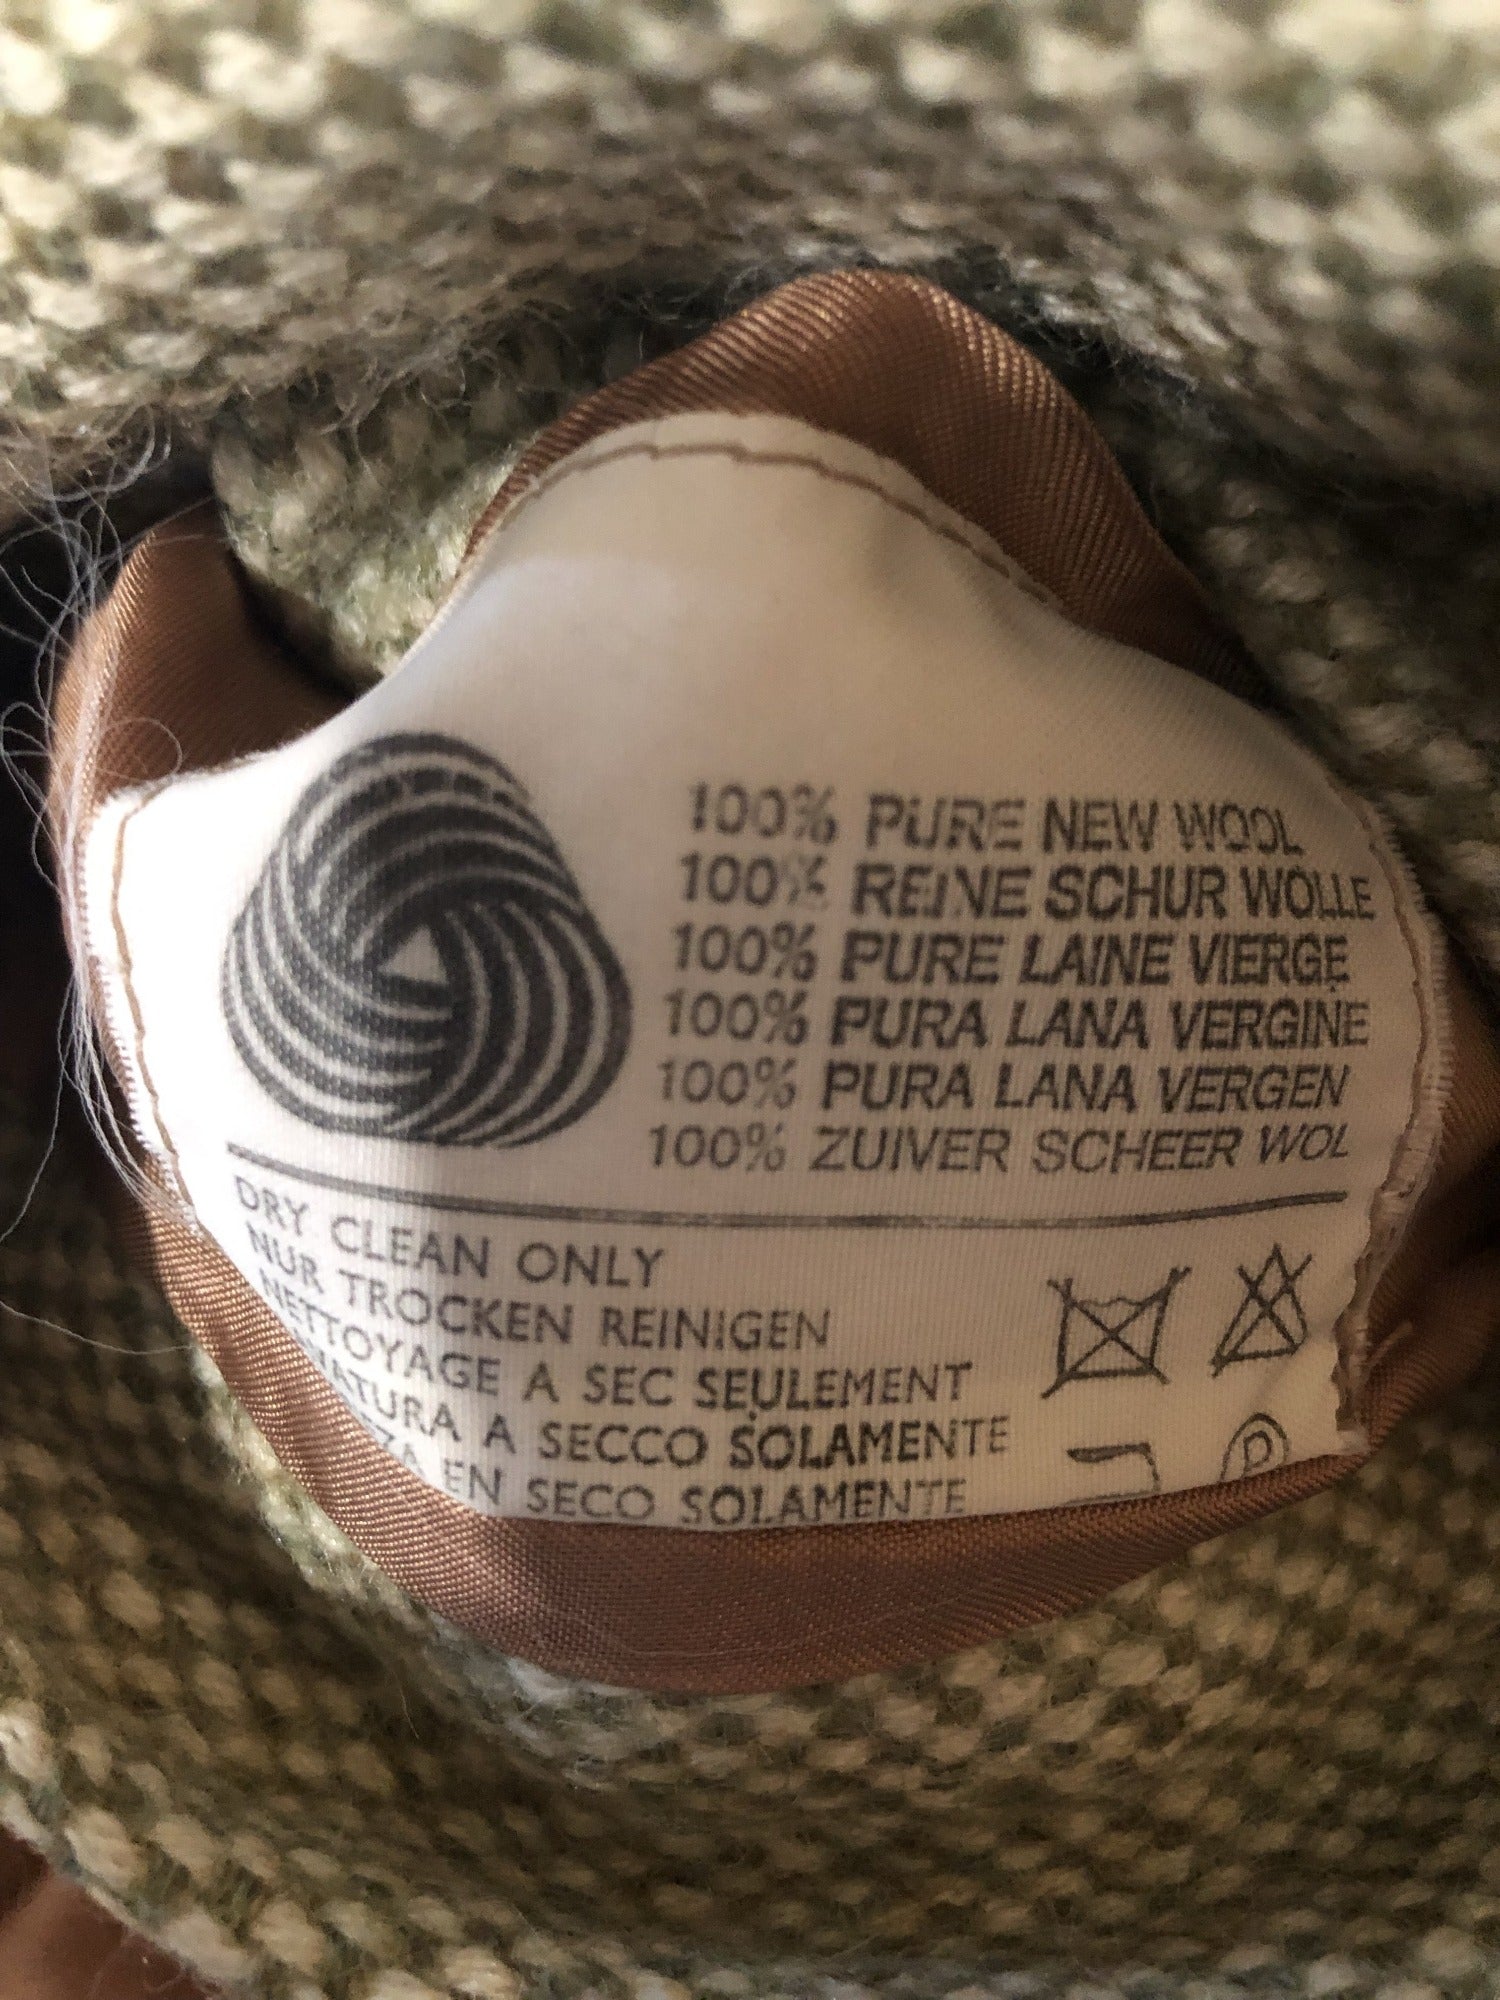 100% PURE NEW WOOL
100% REINE SCHUR WOLLE
100% PURE LAINE VIERGE
100% PURA LANA VERGINE
100% PURA LANA VERGEN
100% ZUIVER SCHEER WOL
DRY CLEAN ONLY
NUR TROCKEN REINIGEN
NETTOYAGE A SEC SEULEMENT
A SECCO SOLAMENTE
EN SECO SOLAMENTE
P